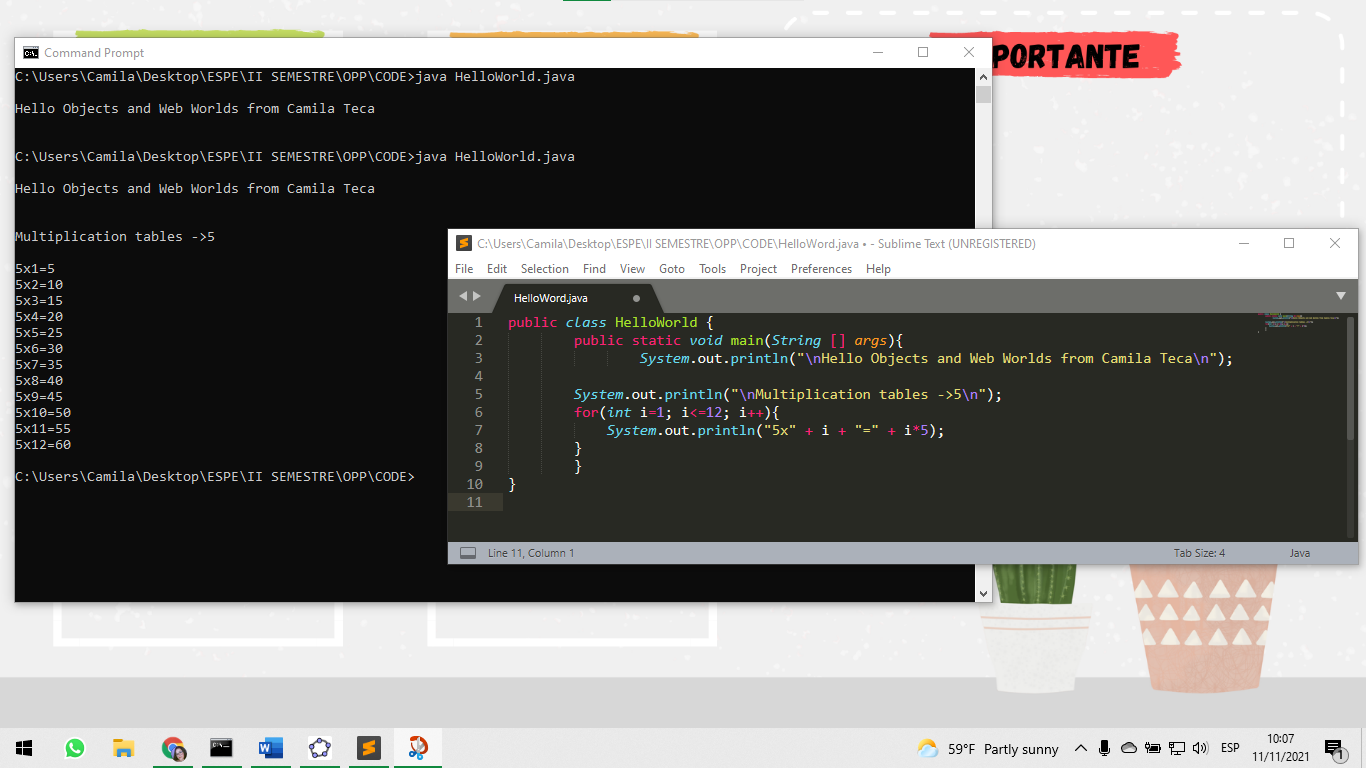 PORTANTE
Command Prompt
C:\Users\Camila\Desktop\ESPE\II SEMESTRE\OPP\CODE>java HelloWorld.java
Hello Objects and Web Worlds from Camila Teca
C:\Users\Camila\Desktop\ESPE\II SEMESTRE\OPP\CODE>java HelloWorld.java
Hello Objects and Web Worlds from Camila Teca
Multiplication tables ->5
5x1=5
5x2=10
5x3=15
5x4=20
5x5=25
5x6=30
5x7=35
5x8=40
5x9=45
5x10=50
5x11=55
5x12=60
C:\Users\Camila\Desktop\ESPE\II SEMESTRE\OPP\CODE>
C:\Users\Camila\Desktop\ESPE\II SEMESTRE\OPP\CODE\HelloWord.java • - Sublime Text (UNREGISTERED)
File Edit Selection Find View Goto Tools Project Preferences Help
HelloWord.java
1 public class HelloWorld {
2 public static void main(String [] args){
3 System.out.println("\nHello Objects and Web Worlds from Camila Teca\n");
4
5 System.out.println("\nMultiplication tables ->5\n");
6 for(int i=1; i<=12; i++){
7 System.out.println("5x" + i + "=" + i*5);
8 }
9 }
10 }
11
Line 11, Column 1 Tab Size: 4 Java
59°F Partly sunny ESP 10:07
11/11/2021 1